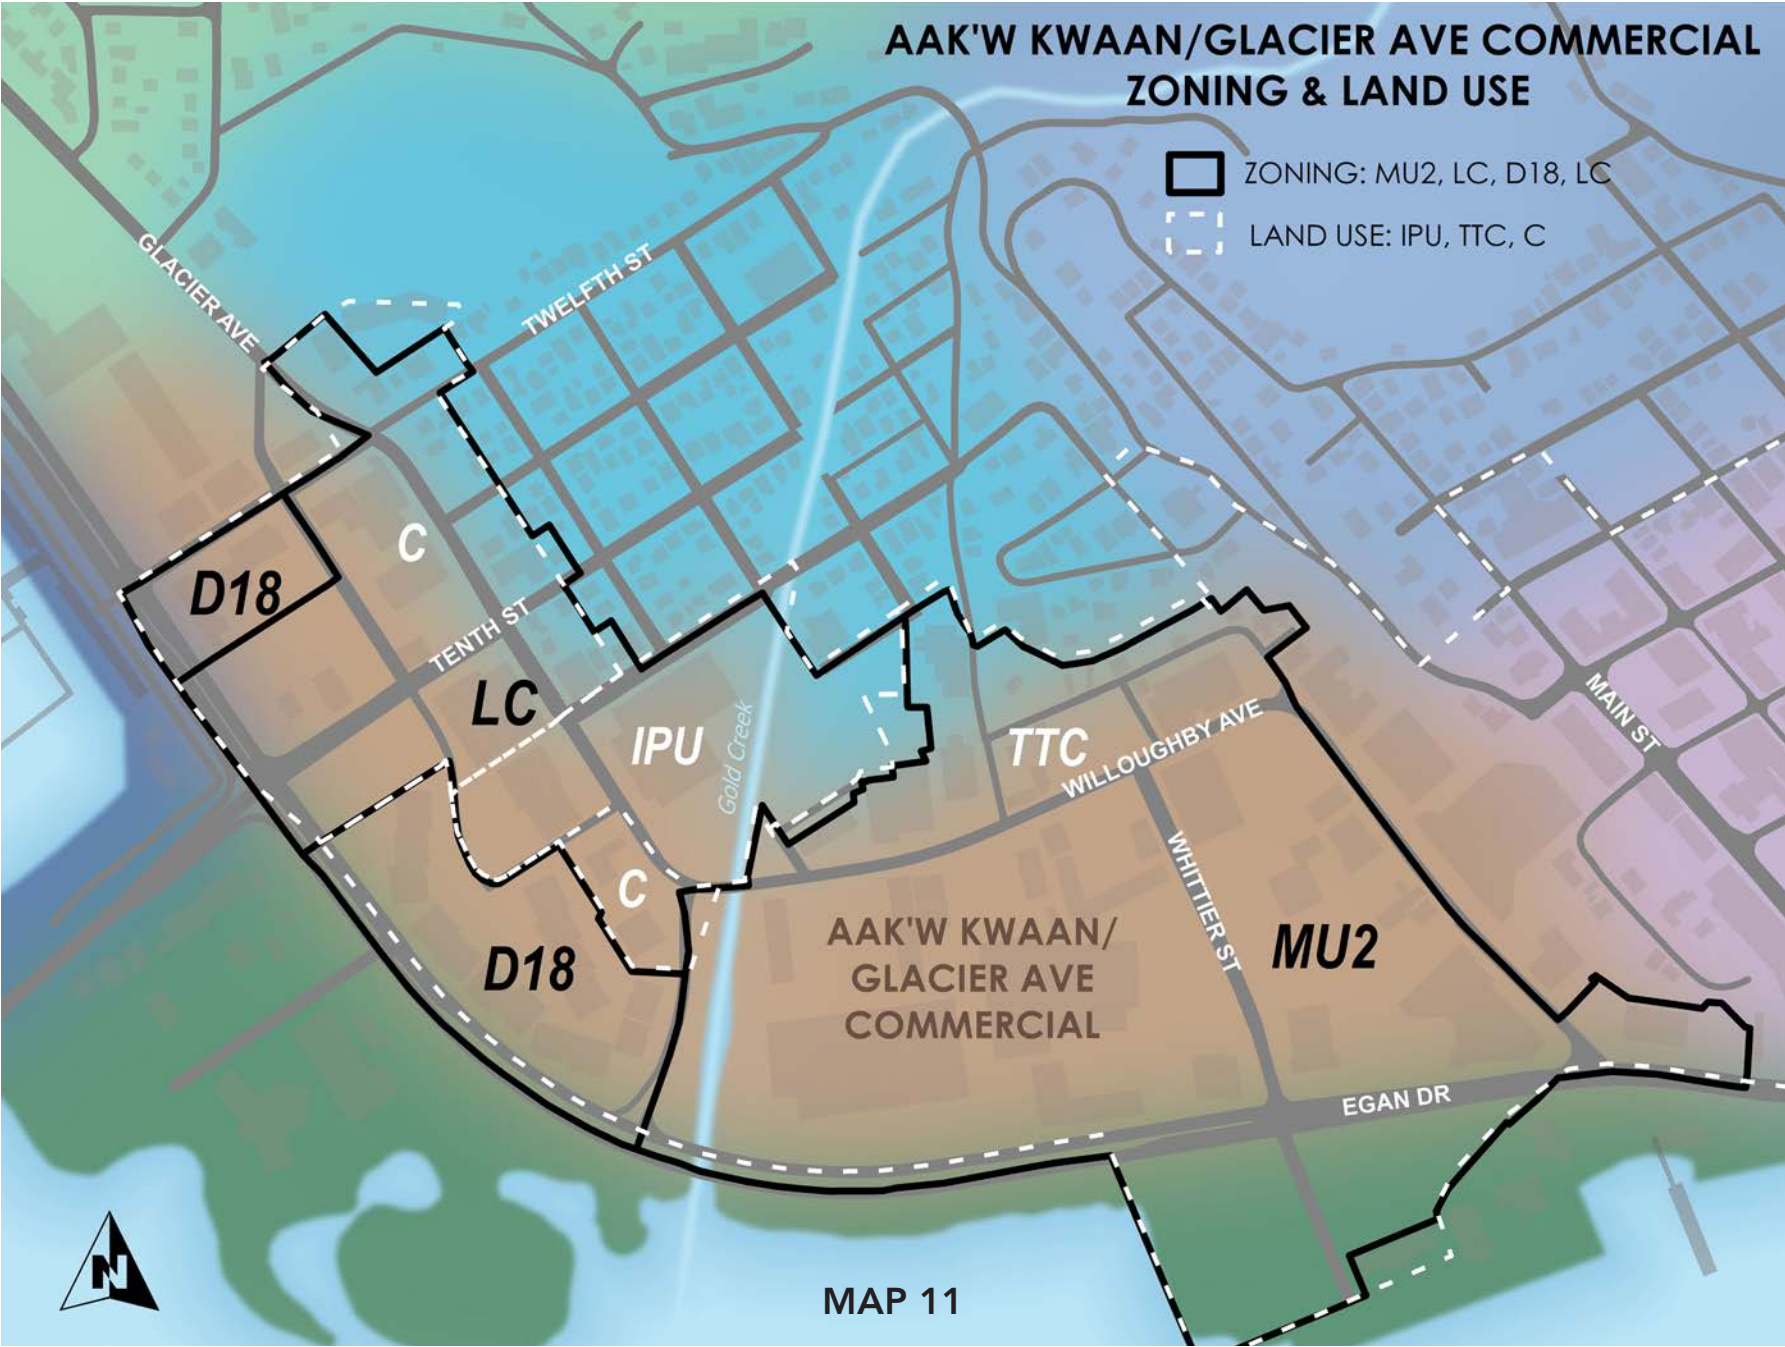 AAK'W KWAAN/GLACIER AVE COMMERCIAL
ZONING & LAND USE
ZONING: MU2, LC, D18, LC
LAND USE: IPU, TTC, C
GLACIER AVE
TWELFTH ST
C
D18
TENTH ST
LC
IPU
Gold Creek
TTC
WILLOUGHBY AVE
MAIN ST
C
WHITTIER ST
D18
AAK'W KWAAN/
GLACIER AVE
COMMERCIAL
MU2
EGAN DR
N
MAP 11